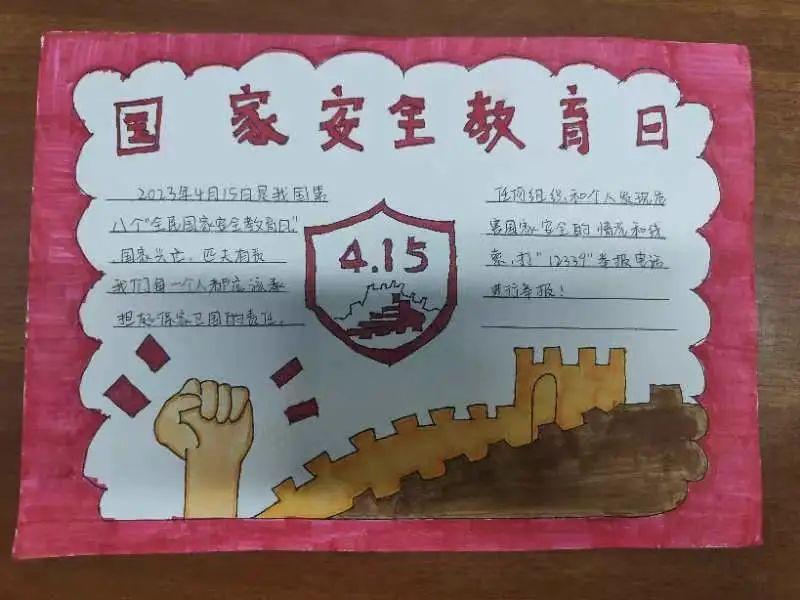 国家安全教育日
2023年4月15日是我国第
八个"全民国家安全教育日",
国家兴亡,匹夫有责
我们每一个人都应该承
担起保家卫国的责任。
4.15
任何组织和个人发现危
害国家安全的情况和线
索,打"12339"举报电话
进行举报!